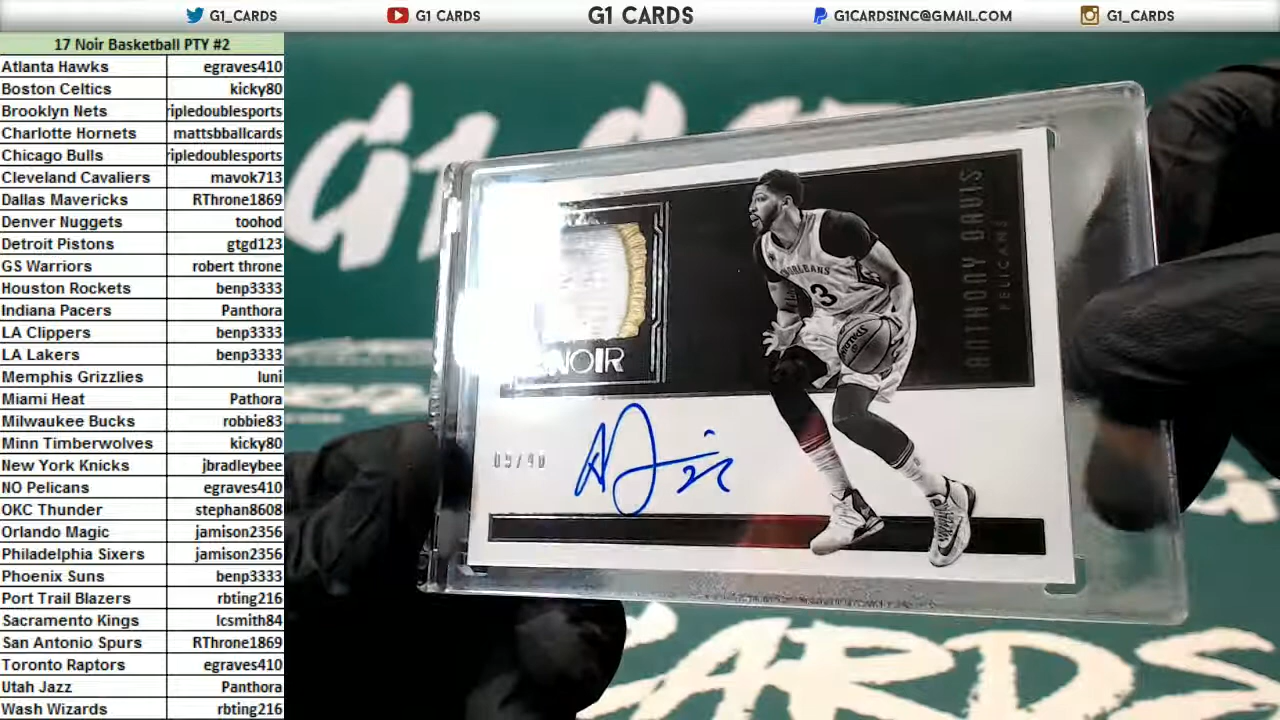 G1_CARDS
G1 CARDS
G1 CARDS
G1CARDSINC@GMAIL.COM
G1_CARDS
17 Noir Basketball PTY #2
Atlanta Hawks egraves410
Boston Celtics kicky80
Brooklyn Nets ripledoublesports
Charlotte Hornets mattsbballcards
Chicago Bulls ripledoublesports
Cleveland Cavaliers mavok713
Dallas Mavericks RThrone1869
Denver Nuggets toohod
Detroit Pistons gtgd123
GS Warriors robert throne
Houston Rockets benp3333
Indiana Pacers Panthora
LA Clippers benp3333
LA Lakers benp3333
Memphis Grizzlies luni
Miami Heat Pathora
Milwaukee Bucks robbie83
Minn Timberwolves kicky80
New York Knicks jbradleybee
NO Pelicans egraves410
OKC Thunder stephan8608
Orlando Magic jamison2356
Philadelphia Sixers jamison2356
Phoenix Suns benp3333
Port Trail Blazers rbting216
Sacramento Kings lcsmith84
San Antonio Spurs RThrone1869
Toronto Raptors egraves410
Utah Jazz Panthora
Wash Wizards rbting216
G1
ANTHONY DAVIS
PELICANS
ORLEANS
3
SPALDING
NOIR
CARDS